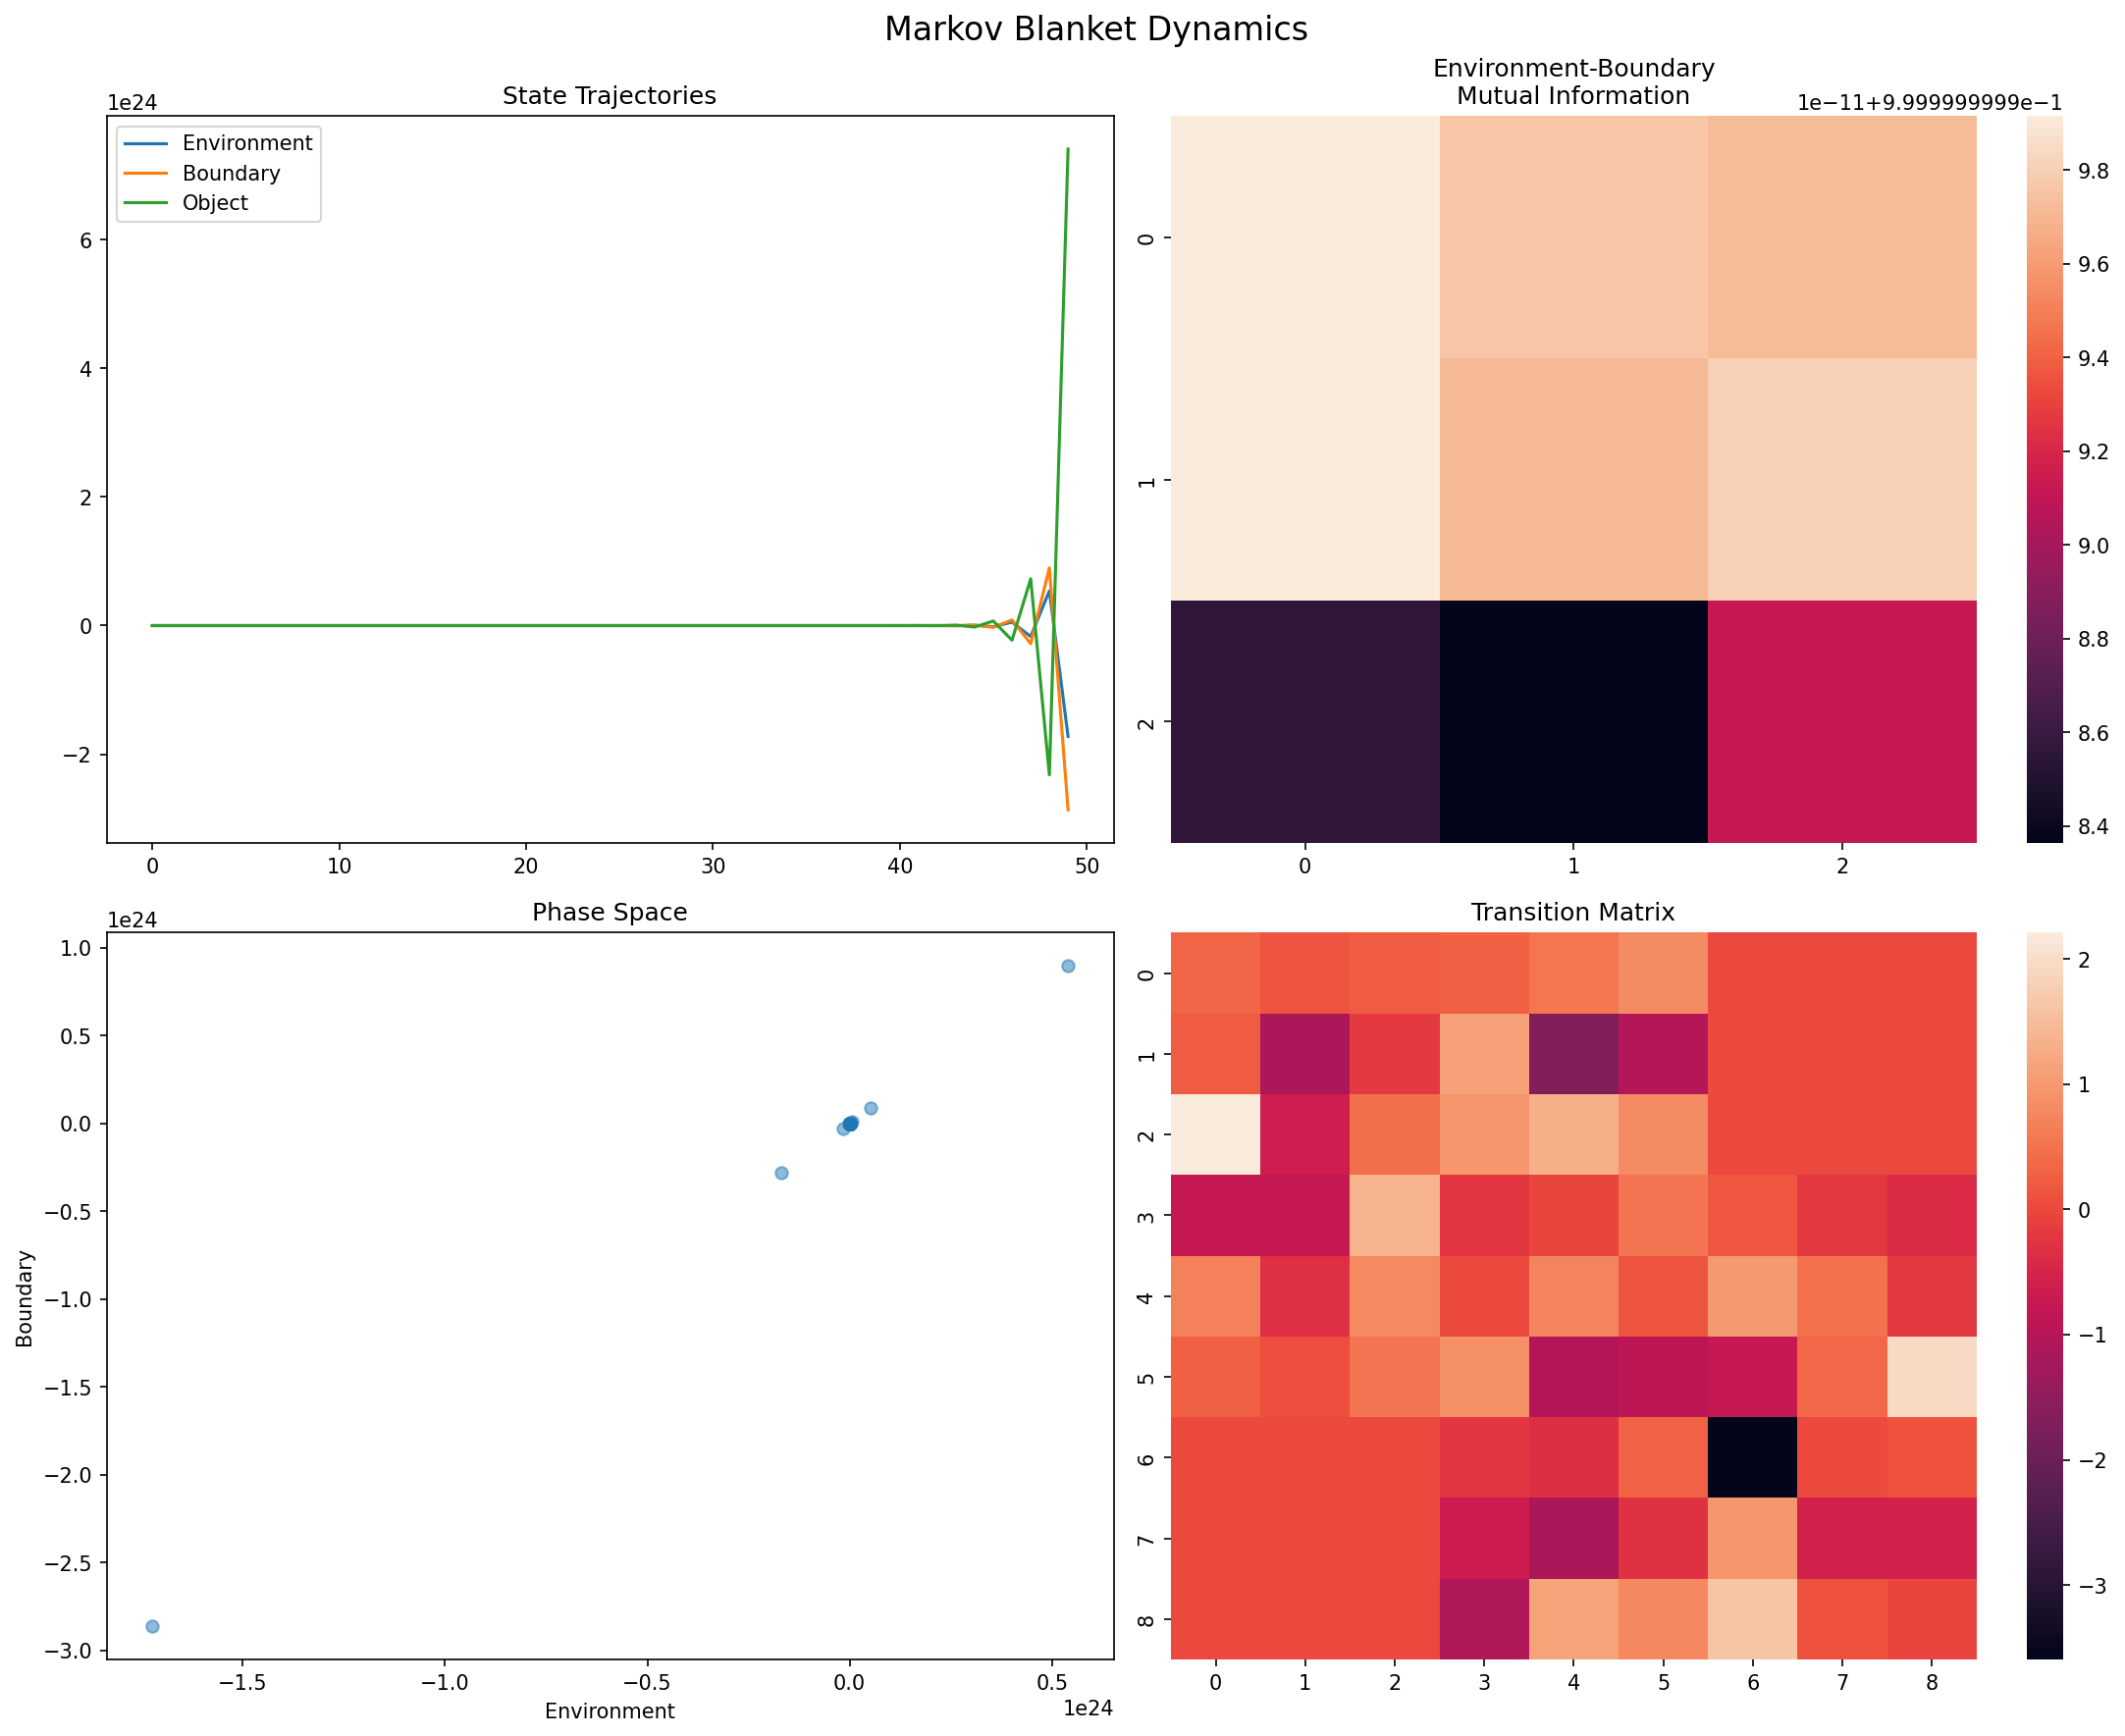 Markov Blanket Dynamics
State Trajectories
1e24
Environment
Boundary
Object
6
4
2
0
−2
0 10 20 30 40 50
Environment-Boundary
Mutual Information
1e−11+9.999999999e−1
0
1
2
0 1 2
9.8
9.6
9.4
9.2
9.0
8.8
8.6
8.4
Phase Space
1e24
1.0
0.5
0.0
−0.5
−1.0
−1.5
−2.0
−2.5
−3.0
Boundary
−1.5 −1.0 −0.5 0.0 0.5
1e24
Environment
Transition Matrix
0
1
2
3
4
5
6
7
8
0 1 2 3 4 5 6 7 8
2
1
0
−1
−2
−3